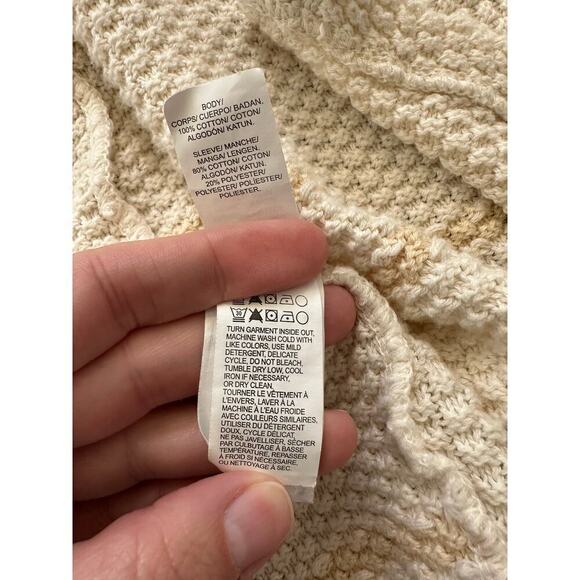 BODY/
CORPS/ CUERPO/ BADAN.
100% COTTON/ COTON/
ALGODÓN/ KATUN.
SLEEVE/ MANCHE/
MANGA/ LENGEN.
80% COTTON/ COTON/
ALGODÓN/ KATUN.
20% POLYESTER/
POLYESTER/ POLIÉSTER/
POLIESTER.
30
TURN GARMENT INSIDE OUT,
MACHINE WASH COLD WITH
LIKE COLORS, USE MILD
DETERGENT, DELICATE
CYCLE, DO NOT BLEACH,
TUMBLE DRY LOW, COOL
IRON IF NECESSARY,
OR DRY CLEAN.
TOURNER LE VÊTEMENT À
L'ENVERS, LAVER À LA
MACHINE À L'EAU FROIDE
AVEC COULEURS SIMILAIRES,
UTILISER DU DÉTERGENT
DOUX, CYCLE DÉLICAT,
NE PAS JAVELLISER, SÉCHER
PAR CULBUTAGE À BASSE
TEMPÉRATURE, REPASSER
À FROID SI NÉCESSAIRE,
OU NETTOYAGE À SEC.